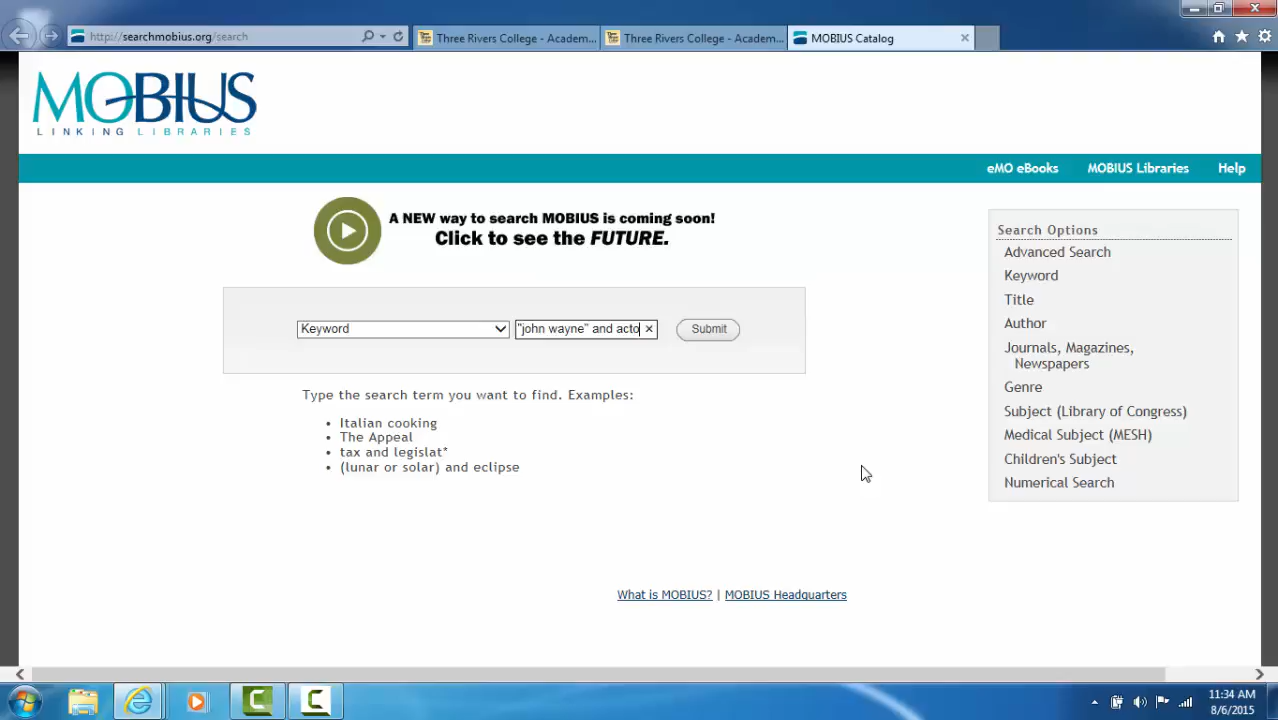 http://searchmobius.org/search
Three Rivers College - Academ...
Three Rivers College - Academ...
MOBIUS Catalog
MOBIUS
LINKING LIBRARIES
eMO eBooks
MOBIUS Libraries
Help
A NEW way to search MOBIUS is coming soon!
Click to see the FUTURE.
Keyword
"john wayne" and acto
Submit
Type the search term you want to find. Examples:
• Italian cooking
• The Appeal
• tax and legislat*
• (lunar or solar) and eclipse
Search Options
Advanced Search
Keyword
Title
Author
Journals, Magazines,
Newspapers
Genre
Subject (Library of Congress)
Medical Subject (MESH)
Children's Subject
Numerical Search
What is MOBIUS? | MOBIUS Headquarters
11:34 AM
8/6/2015